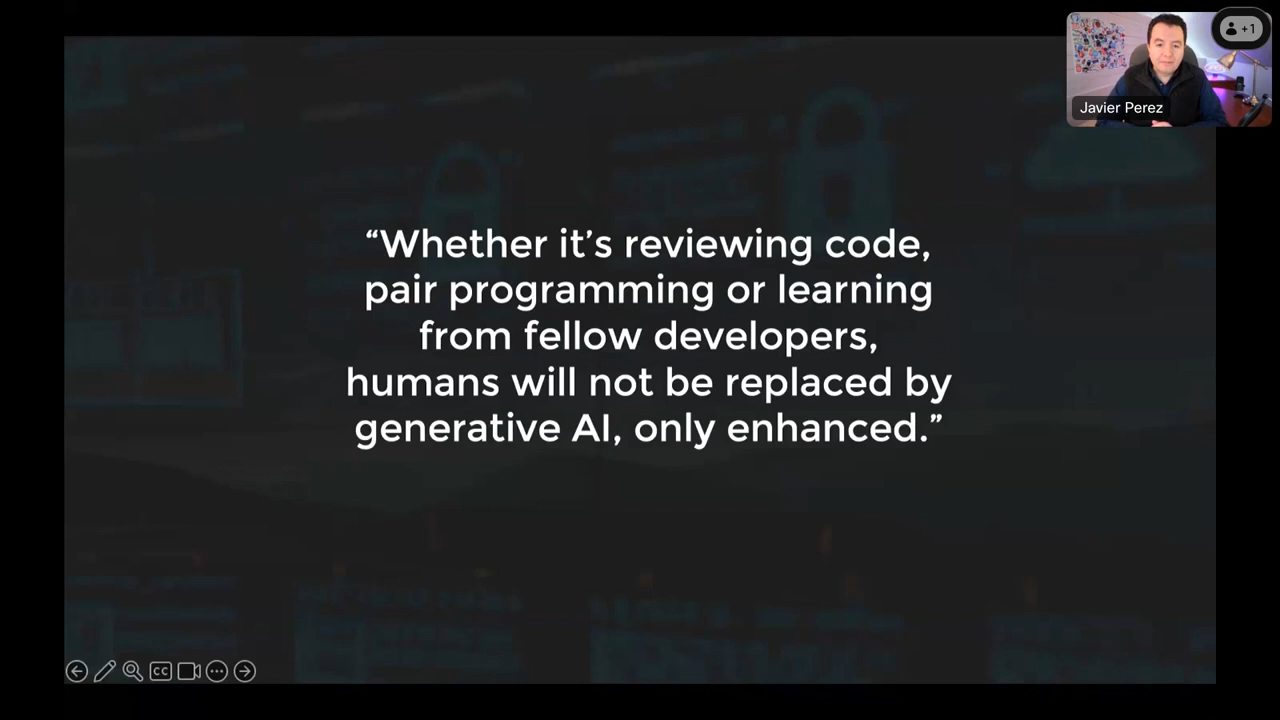 +1
Javier Perez
“Whether it’s reviewing code,
pair programming or learning
from fellow developers,
humans will not be replaced by
generative AI, only enhanced.”
CC